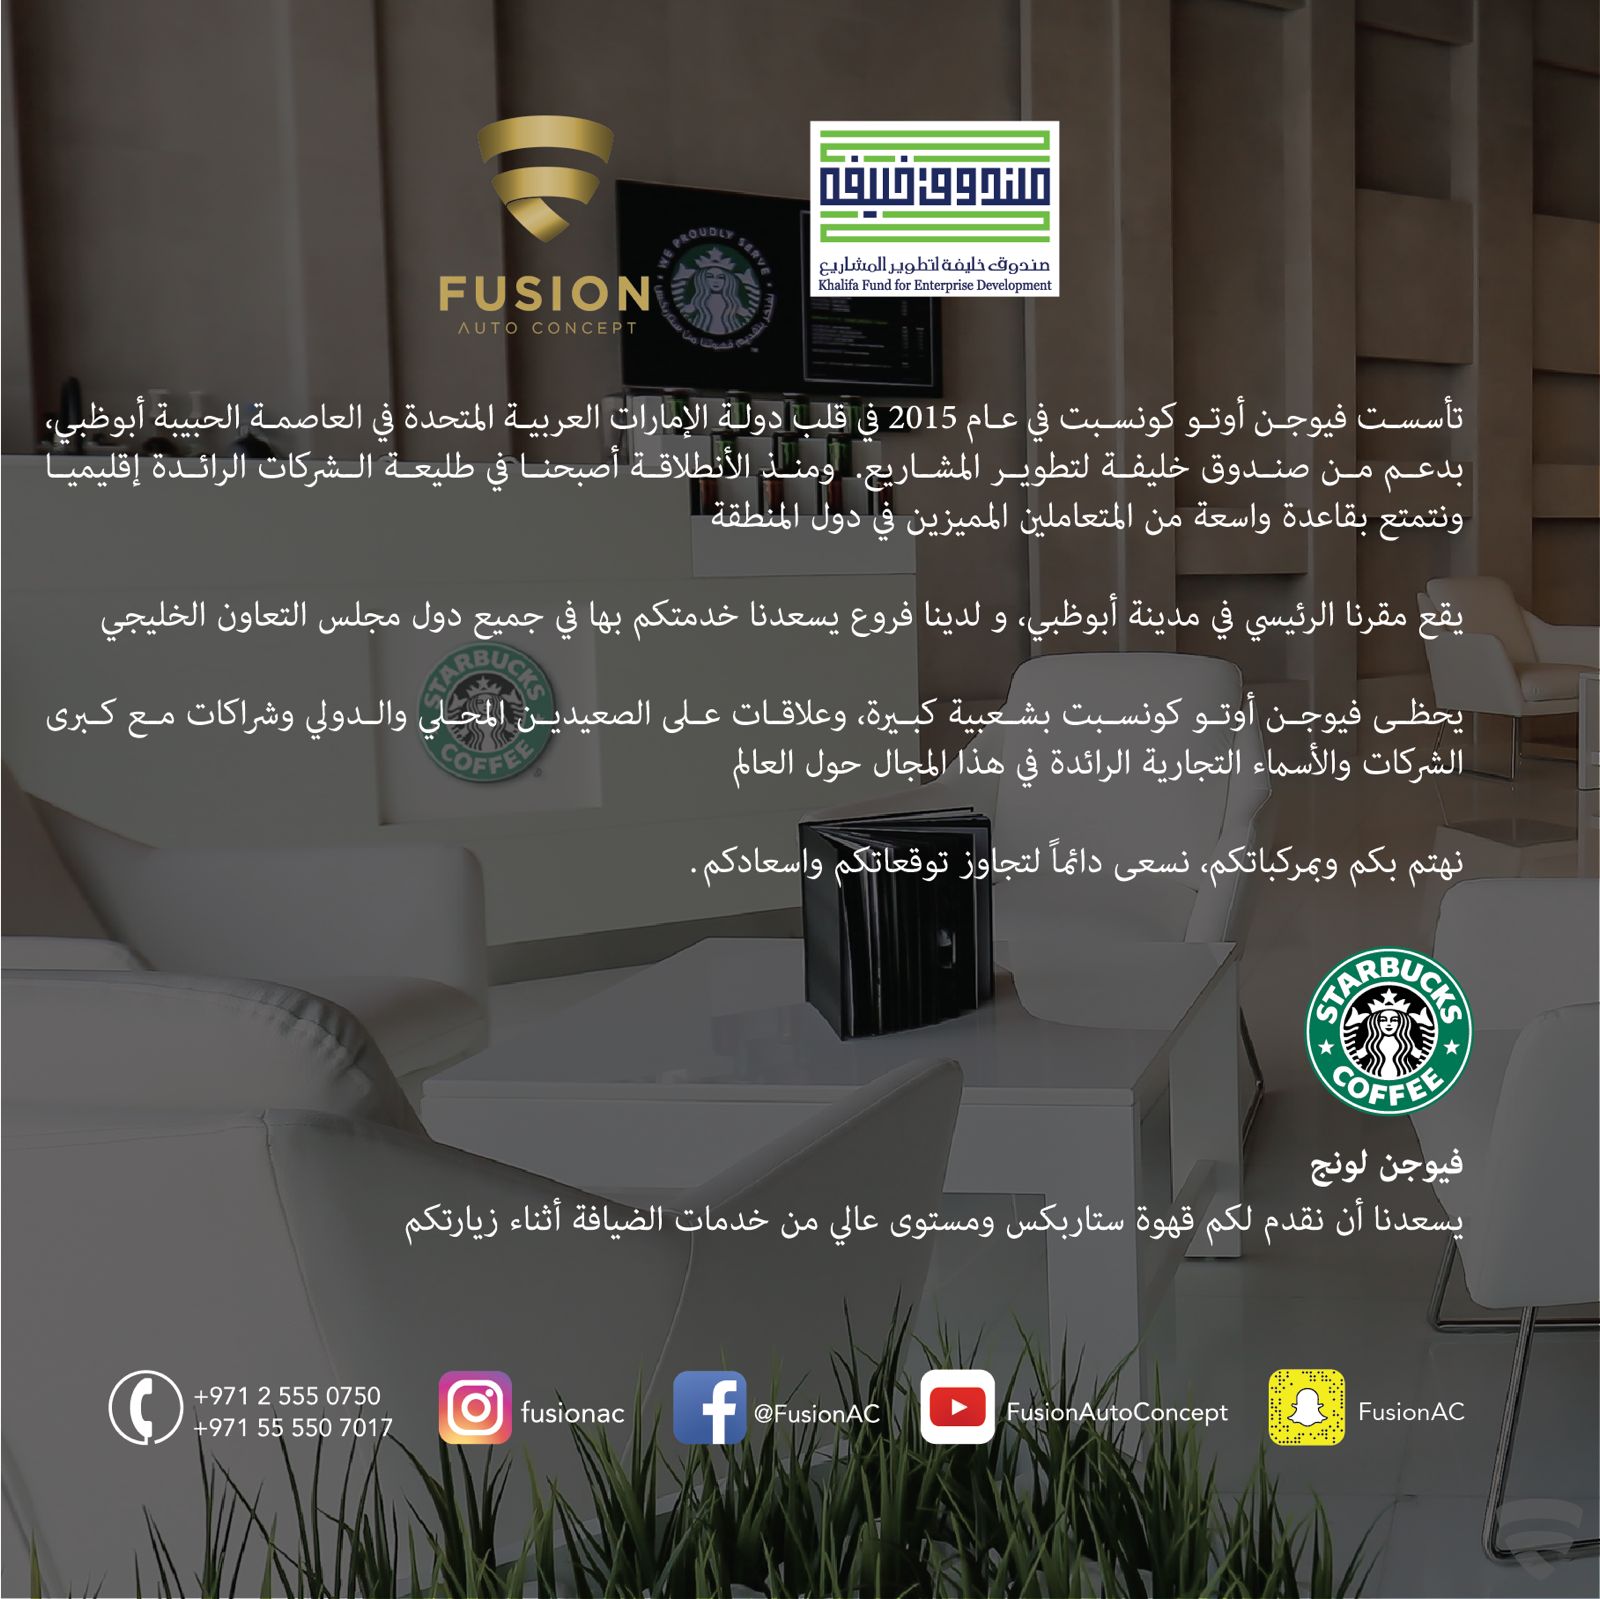 FUSION
AUTO CONCEPT
صندوق خليفة
صندوق خليفة لتطوير المشاريع
Khalifa Fund for Enterprise Development
WE PROUDLY SERVE
تأسست فيوجن أوتو كونسبت في عام 2015 في قلب دولة الإمارات العربية المتحدة في العاصمة الحبيبة أبوظبي،
بدعم من صندوق خليفة لتطوير المشاريع. ومنذ الأنطلاقة أصبحنا في طليعة الشركات الرائدة إقليميا
ونتمتع بقاعدة واسعة من المتعاملين المميزين في دول المنطقة
يقع مقرنا الرئيسي في مدينة أبوظبي، و لدينا فروع يسعدنا خدمتكم بها في جميع دول مجلس التعاون الخليجي
STARBUCKS
COFFEE
يحظى فيوجن أوتو كونسبت بشعبية كبيرة، وعلاقات على الصعيدين المحلي والدولي وشراكات مع كبرى
الشركات والأسماء التجارية الرائدة في هذا المجال حول العالم
نهتم بكم وبمركباتكم، نسعى دائماً لتجاوز توقعاتكم واسعادكم.
STARBUCKS
COFFEE
فيوجن لونج
يسعدنا أن نقدم لكم قهوة ستاربكس ومستوى عالي من خدمات الضيافة أثناء زيارتكم
+971 2 555 0750
+971 55 550 7017
fusionac
@FusionAC
FusionAutoConcept
FusionAC